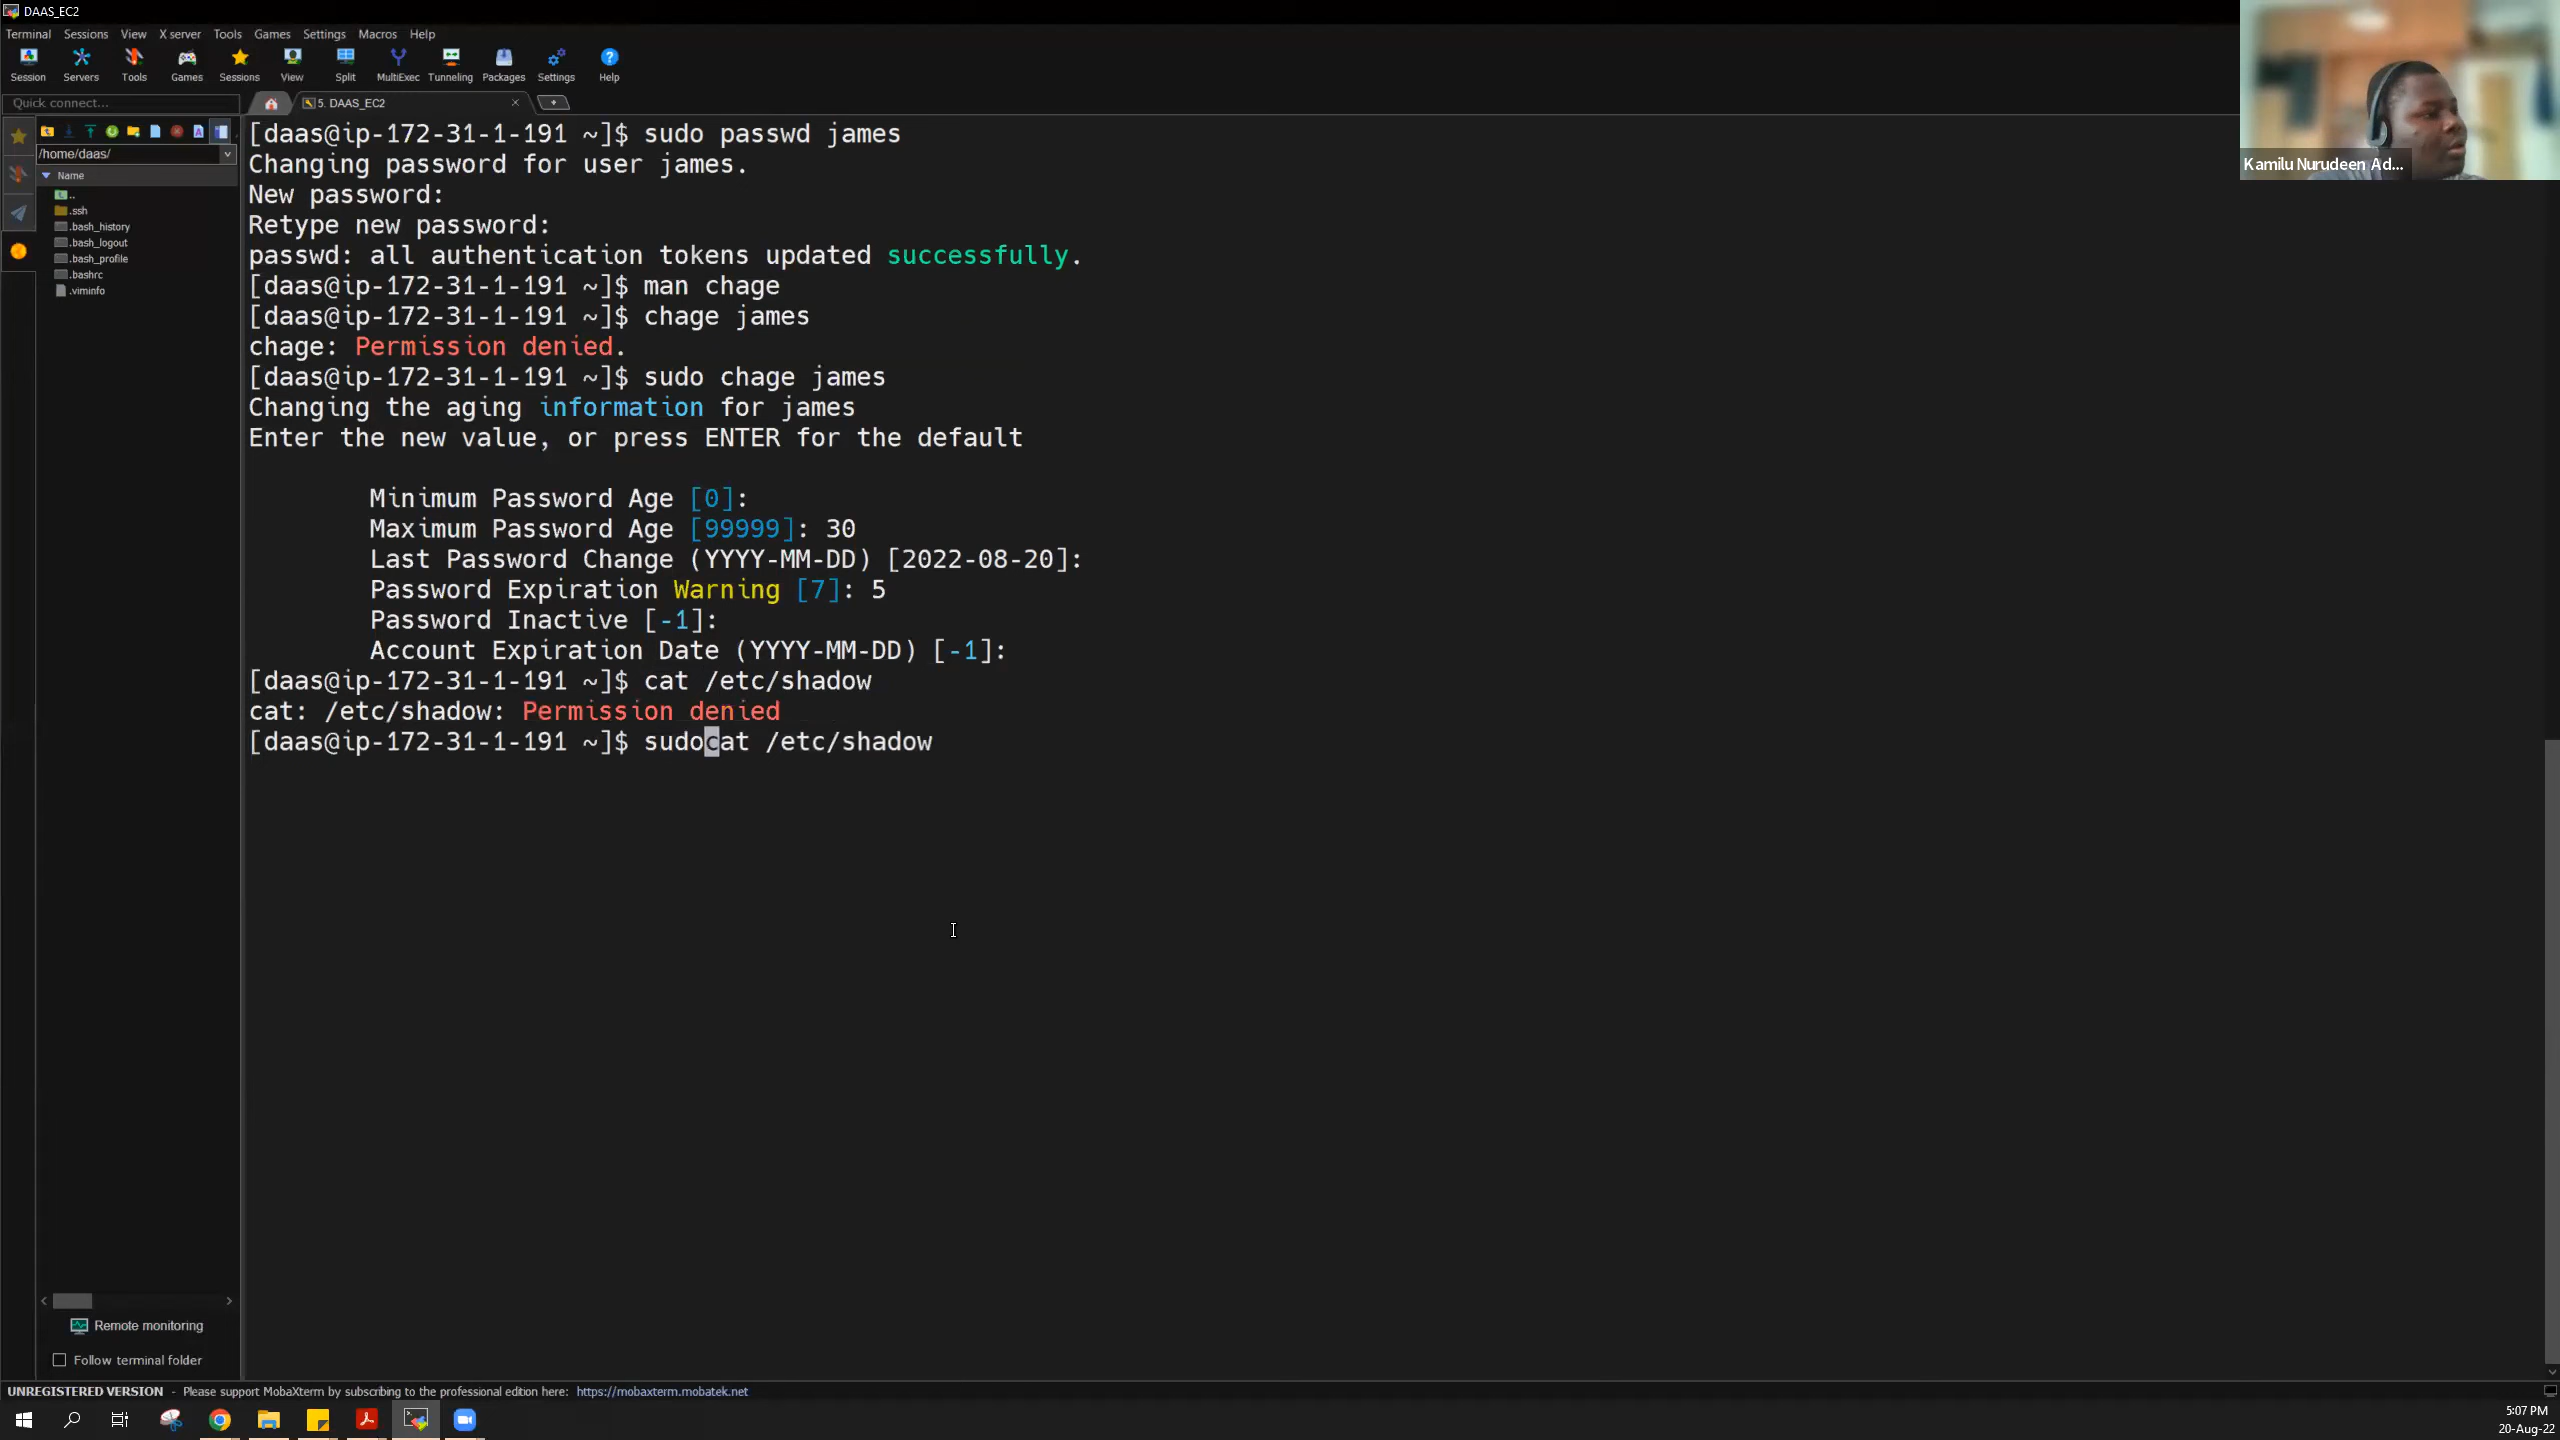 DAAS_EC2
Terminal Sessions View X server Tools Games Settings Macros Help
Session Servers Tools Games Sessions View Split MultiExec Tunneling Packages Settings Help
Quick connect...
5. DAAS_EC2
/home/daas/
Name
..
.ssh
.bash_history
.bash_logout
.bash_profile
.bashrc
.viminfo
[daas@ip-172-31-1-191 ~]$ sudo passwd james
Changing password for user james.
New password:
Retype new password:
passwd: all authentication tokens updated successfully.
[daas@ip-172-31-1-191 ~]$ man chage
[daas@ip-172-31-1-191 ~]$ chage james
chage: Permission denied.
[daas@ip-172-31-1-191 ~]$ sudo chage james
Changing the aging information for james
Enter the new value, or press ENTER for the default
Minimum Password Age [0]:
Maximum Password Age [99999]: 30
Last Password Change (YYYY-MM-DD) [2022-08-20]:
Password Expiration Warning [7]: 5
Password Inactive [-1]:
Account Expiration Date (YYYY-MM-DD) [-1]:
[daas@ip-172-31-1-191 ~]$ cat /etc/shadow
cat: /etc/shadow: Permission denied
[daas@ip-172-31-1-191 ~]$ sudocat /etc/shadow
Kamilu Nurudeen Ad...
Remote monitoring
Follow terminal folder
UNREGISTERED VERSION - Please support MobaXterm by subscribing to the professional edition here: https://mobaxterm.mobatek.net
5:07 PM
20-Aug-22